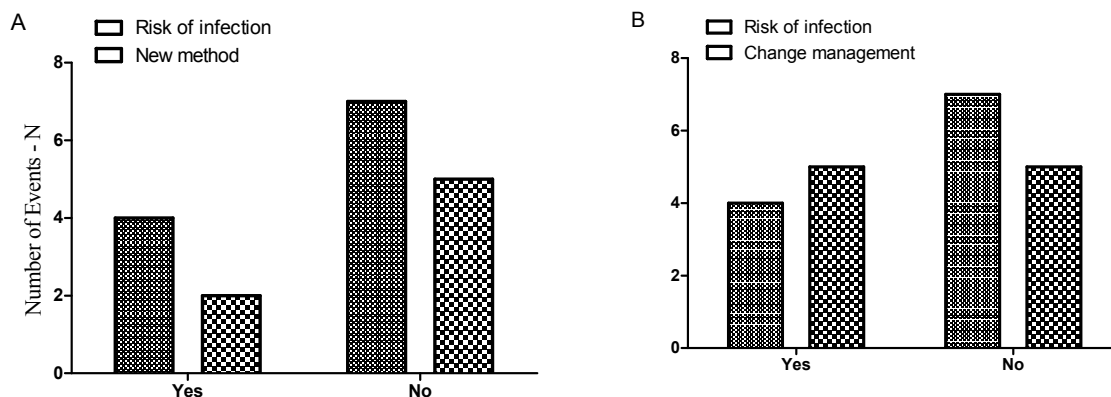 A
Risk of infection
New method
8
6
4
2
0
Number of Events - N
Yes No
B
Risk of infection
Change management
8
6
4
2
0
Yes No